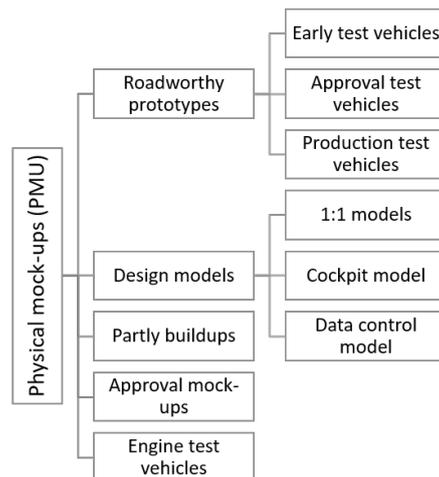 Physical mock-ups (PMU)
Roadworthy
prototypes
Early test vehicles
Approval test
vehicles
Production test
vehicles
Design models
1:1 models
Cockpit model
Data control
model
Partly buildups
Approval mock-
ups
Engine test
vehicles